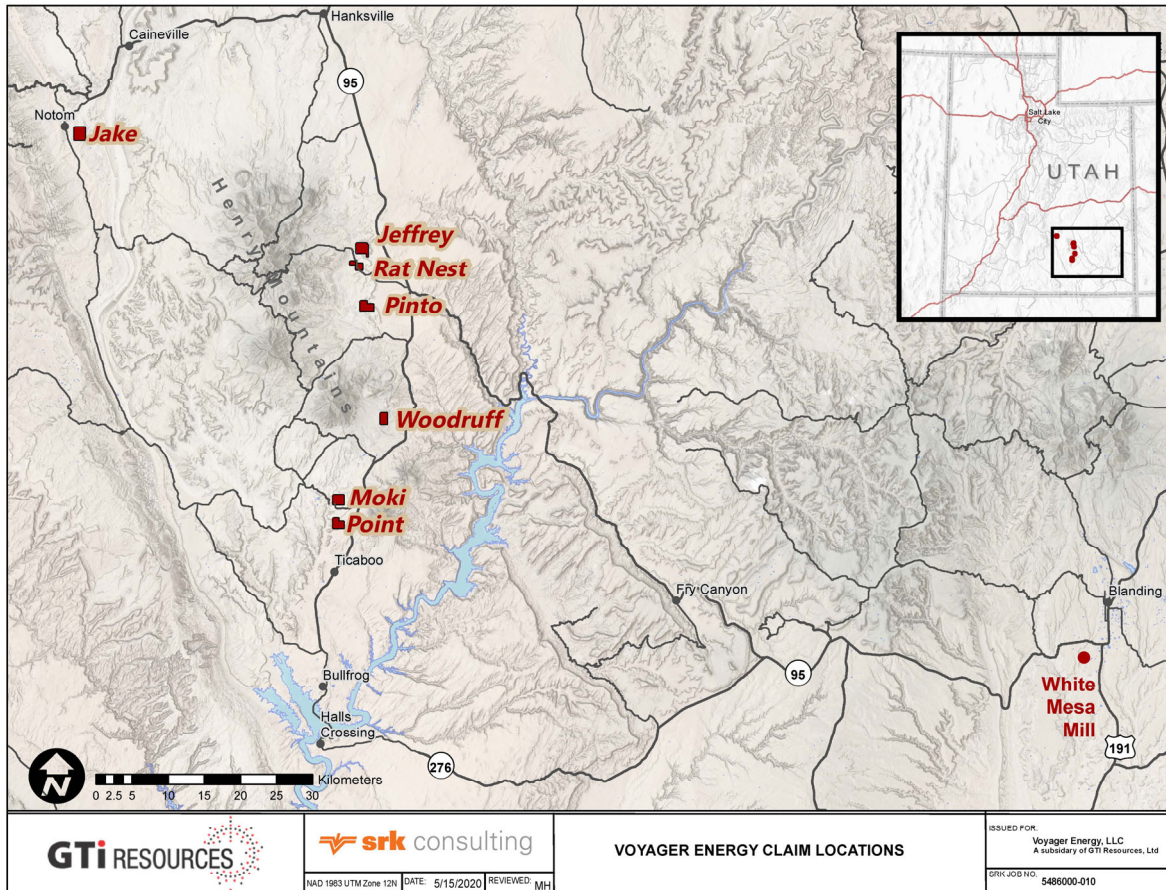 Hanksville
Caineville
95
Notom
Jake
Salt Lake
City
UTAH
Henry Mountains
Jeffrey
Rat Nest
Pinto
Woodruff
Moki
Point
Ticaboo
Fry Canyon
Blanding
95
White
Mesa
Mill
Bullfrog
Halls
Crossing
191
276
N
Kilometers
0 2.5 5 10 15 20 25 30
GTi RESOURCES
srk consulting
NAD 1983 UTM Zone 12N
DATE: 5/15/2020
REVIEWED: MH
VOYAGER ENERGY CLAIM LOCATIONS
ISSUED FOR:
Voyager Energy, LLC
A subsidary of GTI Resources, Ltd
SRK JOB NO.
5486000-010